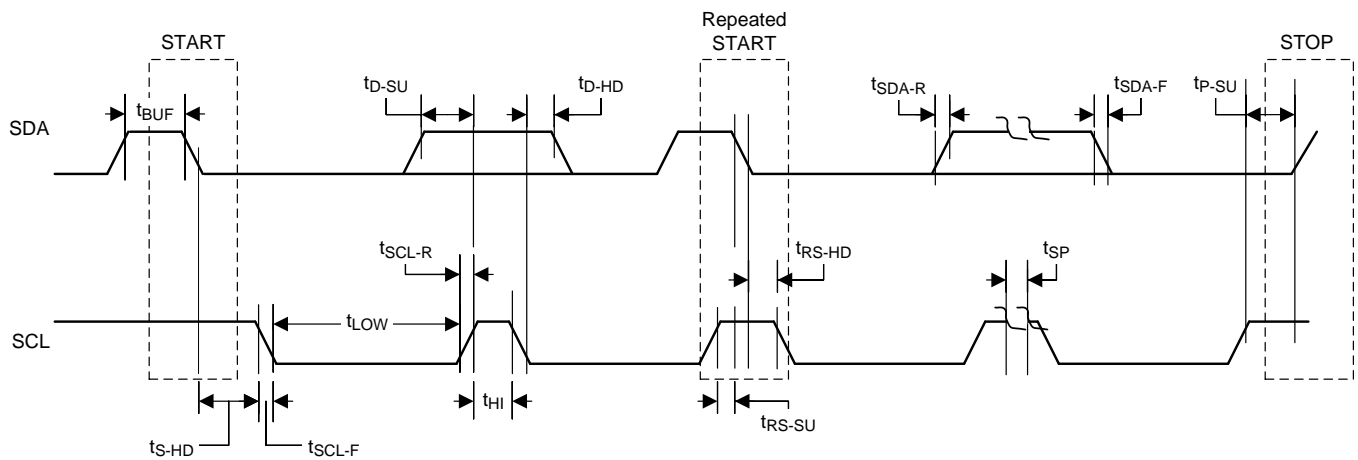 Repeated
START
START
STOP
tD-SU
tD-HD
tSDA-R
tSDA-F
tP-SU
tBUF
SDA
tSCL-R
tRS-HD
tSP
tLOW
SCL
tHI
tRS-SU
tS-HD
tSCL-F